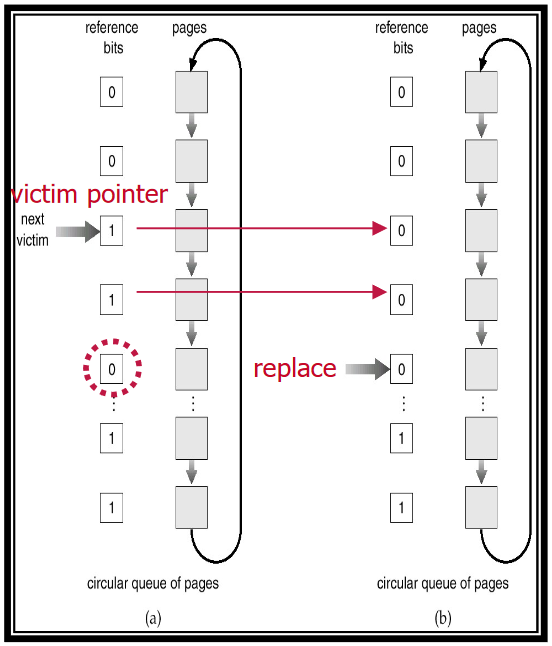 reference
bits
pages
0
0
victim pointer
next
victim
1
1
0
1
1
circular queue of pages
(a)
reference
bits
pages
0
0
0
0
replace
0
1
1
circular queue of pages
(b)